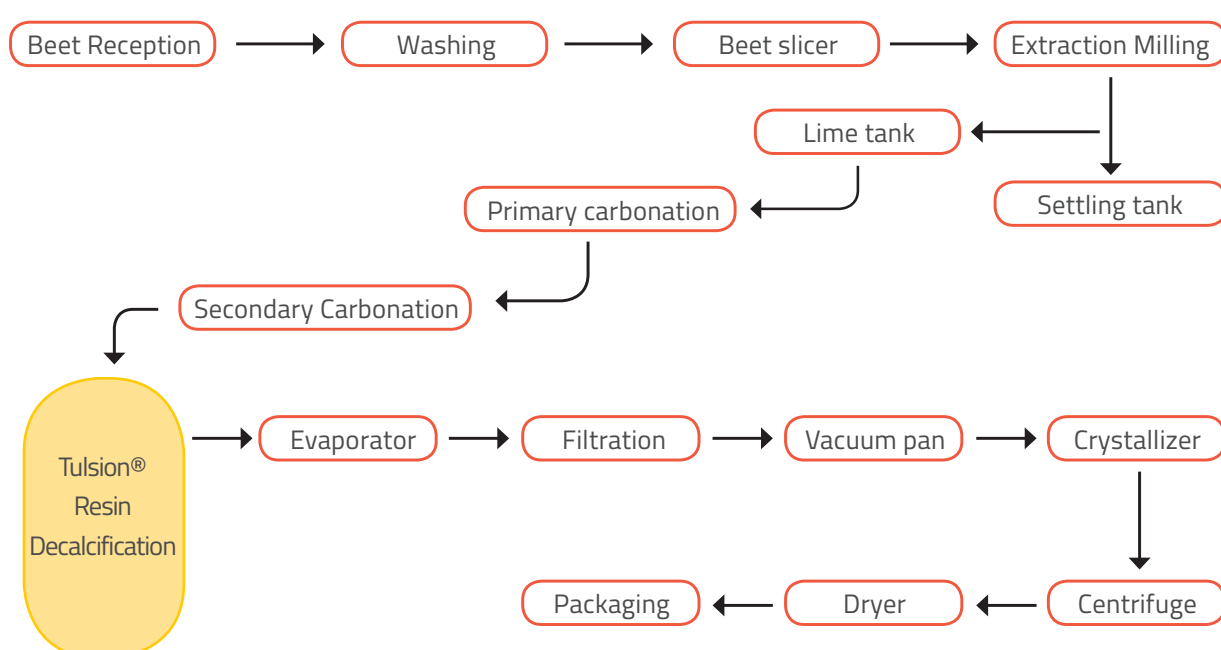 Beet Reception
Washing
Beet slicer
Extraction Milling
Lime tank
Settling tank
Primary carbonation
Secondary Carbonation
Tulsion®
Resin
Decalcification
Evaporator
Filtration
Vacuum pan
Crystallizer
Packaging
Dryer
Centrifuge